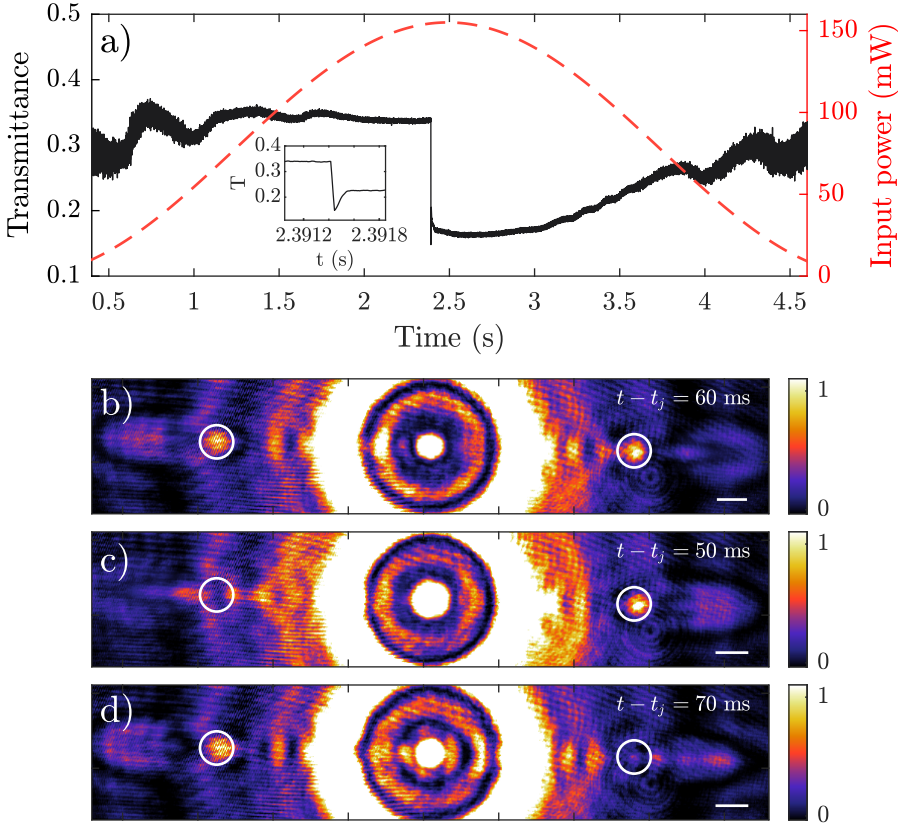 a)
Transmittance
0.5
0.4
0.3
0.2
0.1
0.5 1 1.5 2 2.5 3 3.5 4 4.5
Time (s)
150
100
50
0
Input power (mW)
T
0.4
0.3
0.2
2.3912 2.3918
t (s)
b)
t − t_j = 60 ms
1
0
c)
t − t_j = 50 ms
1
0
d)
t − t_j = 70 ms
1
0